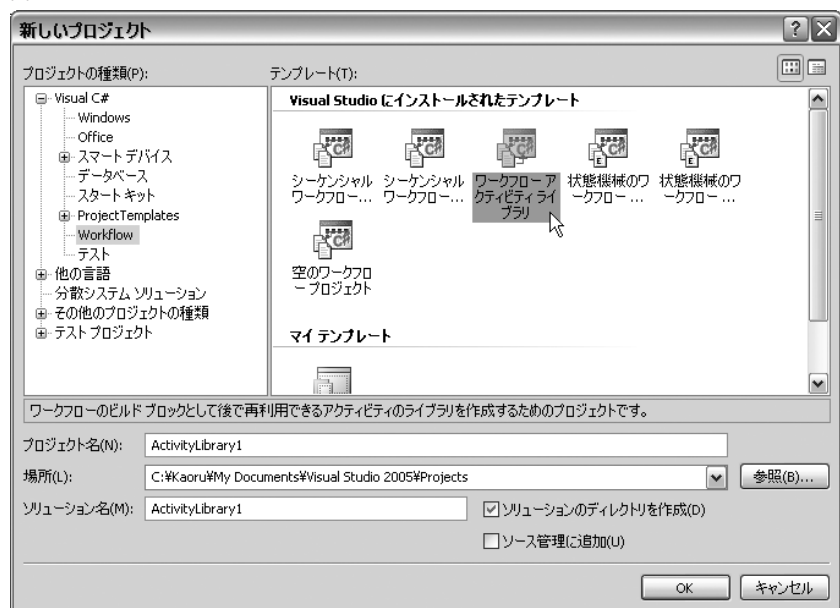 新しいプロジェクト
プロジェクトの種類(P):
テンプレート(T):
Visual C#
Windows
Office
スマート デバイス
データベース
スタート キット
ProjectTemplates
Workflow
テスト
他の言語
分散システム ソリューション
その他のプロジェクトの種類
テスト プロジェクト
Visual Studio にインストールされたテンプレート
シーケンシャル
ワークフロー...
シーケンシャル
ワークフロー...
ワークフロー ア
クティビティ ライ
ブラリ
状態機械のワ
ークフロー ...
状態機械のワ
ークフロー ...
空のワークフロ
ー プロジェクト
マイ テンプレート
ワークフローのビルド ブロックとして後で再利用できるアクティビティのライブラリを作成するためのプロジェクトです。
プロジェクト名(N):
ActivityLibrary1
場所(L):
C:¥Kaoru¥My Documents¥Visual Studio 2005¥Projects
参照(B)...
ソリューション名(M):
ActivityLibrary1
ソリューションのディレクトリを作成(D)
ソース管理に追加(U)
OK
キャンセル